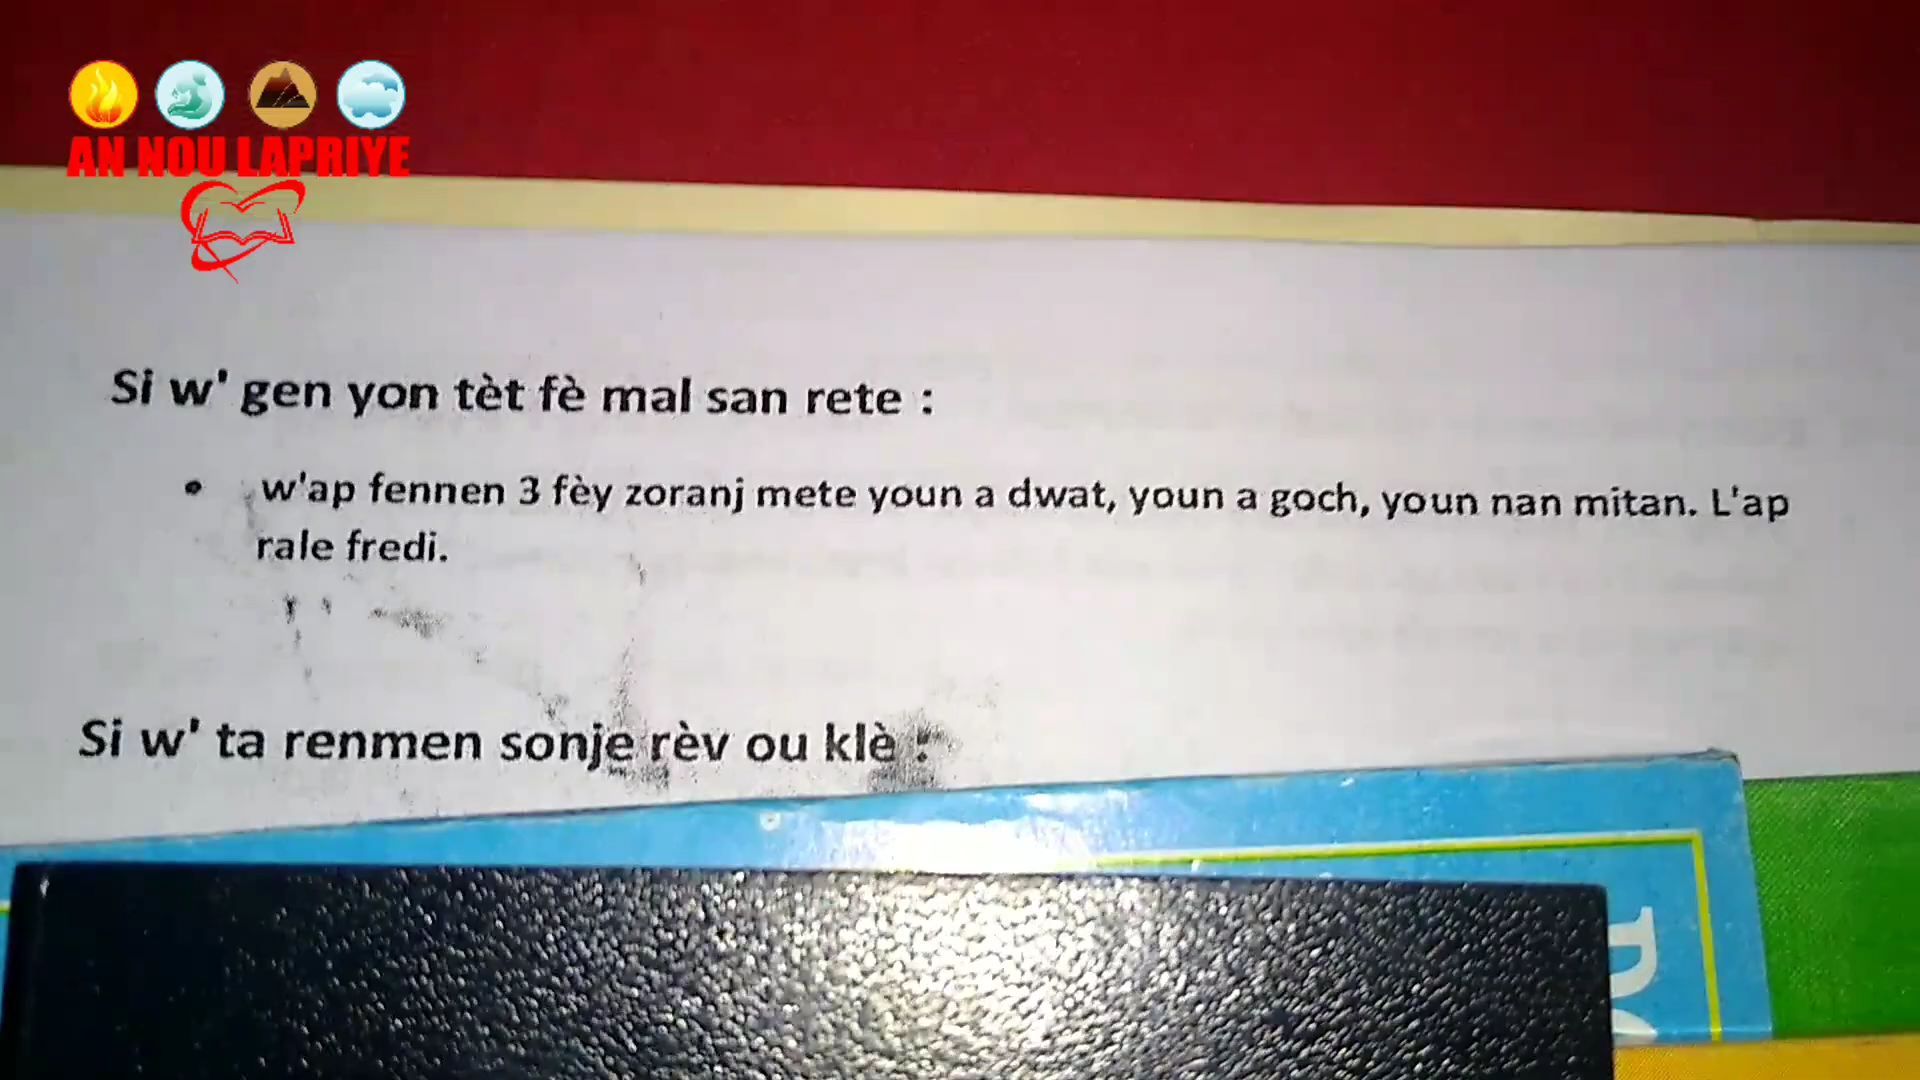 AN NOU LAPRIYE
Si w' gen yon tèt fè mal san rete :
• w'ap fennen 3 fèy zoranj mete youn a dwat, youn a goch, youn nan mitan. L'ap
rale fredi.
Si w' ta renmen sonje rèv ou klè :